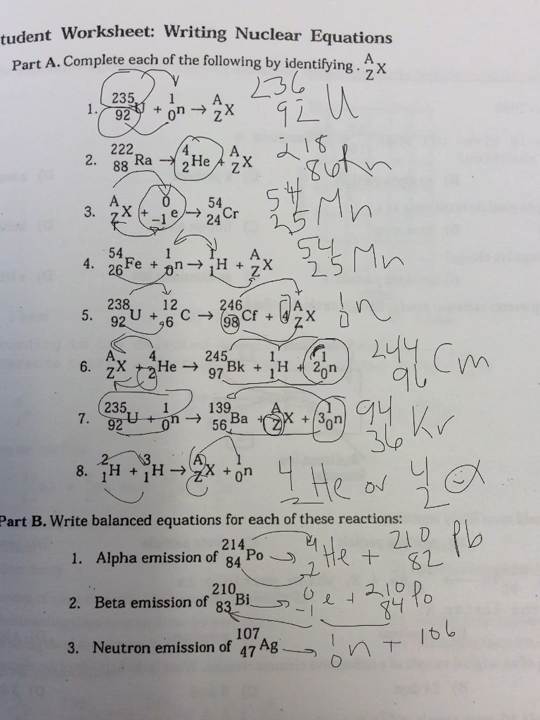 tudent Worksheet: Writing Nuclear Equations
Part A. Complete each of the following by identifying. A Z X
1. 235 92 U + 1 0 n → A Z X 236 92 U
2. 222 88 Ra → 4 2 He + A Z X 218 86 Rn
3. A Z X + 0 -1 e → 54 24 Cr 54 25 Mn
4. 54 26 Fe + 1 0 n → 1 1 H + A Z X 54 25 Mn
5. 238 92 U + 12 6 C → 246 98 Cf + 4 A Z X 1 0 n
6. A Z X + 4 2 He → 245 97 Bk + 1 1 H + 2 1 0 n 244 96 Cm
7. 235 92 U + 1 0 n → 139 56 Ba + A Z X + 3 1 0 n 94 36 Kr
8. 2 1 H + 3 1 H → A Z X + 1 0 n 4 2 He or 4 2 α
Part B. Write balanced equations for each of these reactions:
1. Alpha emission of 214 84 Po → 4 2 He + 210 82 Pb
2. Beta emission of 210 83 Bi → 0 -1 e + 210 84 Po
3. Neutron emission of 107 47 Ag → 1 0 n + 106